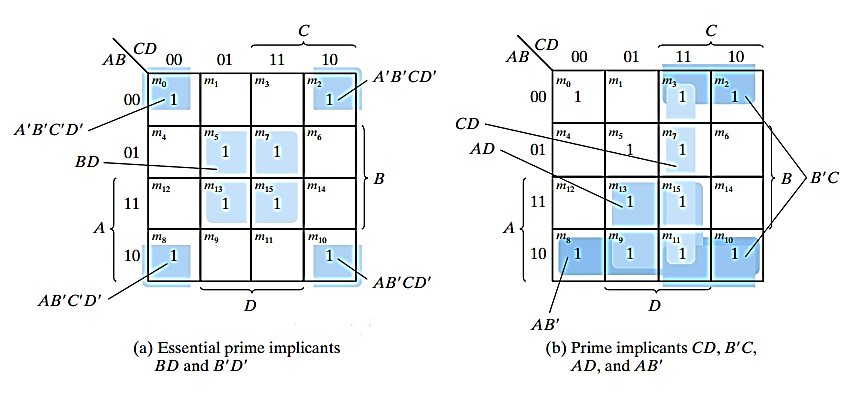 C
CD
AB
00 01 11 10
A'B'CD'
00
m0 1
m1
m3
m2 1
A'B'C'D'
01
m4
m5 1
m7 1
m6
BD
B
11
m12
m13 1
m15 1
m14
A
10
m8 1
m9
m11
m10 1
AB'C'D'
AB'CD'
D
(a) Essential prime implicants
BD and B'D'
C
CD
AB
00 01 11 10
00
m0 1
m1
m3 1
m2 1
CD
01
m4
m5 1
m7 1
m6
AD
B
B'C
11
m12
m13 1
m15 1
m14
A
10
m8 1
m9 1
m11 1
m10 1
D
AB'
(b) Prime implicants CD, B'C,
AD, and AB'